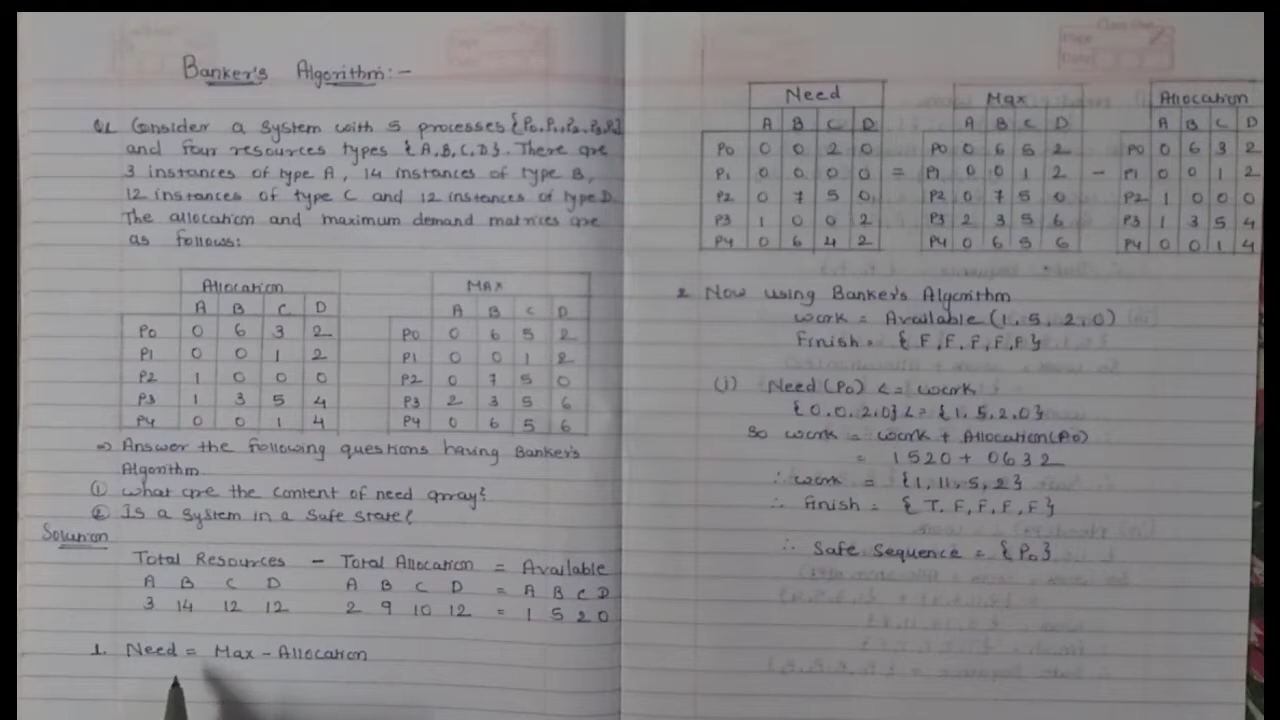 Banker's Algorithm:-
Q1 Consider a system with 5 processes {P0,P1,P2,P3,P4}
and four resources types {A,B,C,D}. There are
3 instances of type A, 14 instances of type B,
12 instances of type C and 12 instances of type D.
The allocation and maximum demand matrices are
as follows:
Allocation
A B C D
P0 0 6 3 2
P1 0 0 1 2
P2 1 0 0 0
P3 1 3 5 4
P4 0 0 1 4
MAX
A B C D
P0 0 6 5 2
P1 0 0 1 2
P2 0 7 5 0
P3 2 3 5 6
P4 0 6 5 6
⇒ Answer the following questions having Banker's
Algorithm
① What are the content of need array?
② Is a system in a safe state?
Solution
Total Resources - Total Allocation = Available
A B C D A B C D = A B C D
3 14 12 12 2 9 10 12 = 1 5 2 0
1. Need = Max - Allocation
Need
A B C D
P0 0 0 2 0
P1 0 0 0 0
P2 0 7 5 0
P3 1 0 0 2
P4 0 6 4 2
=
Max
A B C D
P0 0 6 5 2
P1 0 0 1 2
P2 0 7 5 0
P3 2 3 5 6
P4 0 6 5 6
-
Allocation
A B C D
P0 0 6 3 2
P1 0 0 1 2
P2 1 0 0 0
P3 1 3 5 4
P4 0 0 1 4
2. Now using Banker's Algorithm
Work = Available (1, 5, 2, 0)
Finish = {F, F, F, F, F}
(i) Need (P0) <= Work
{0, 0, 2, 0} < = {1, 5, 2, 0}
So work = work + Allocation(P0)
= 1520 + 0632
∴ work = {1, 11, 5, 2}
∴ Finish = {T, F, F, F, F}
∴ Safe Sequence = {P0}